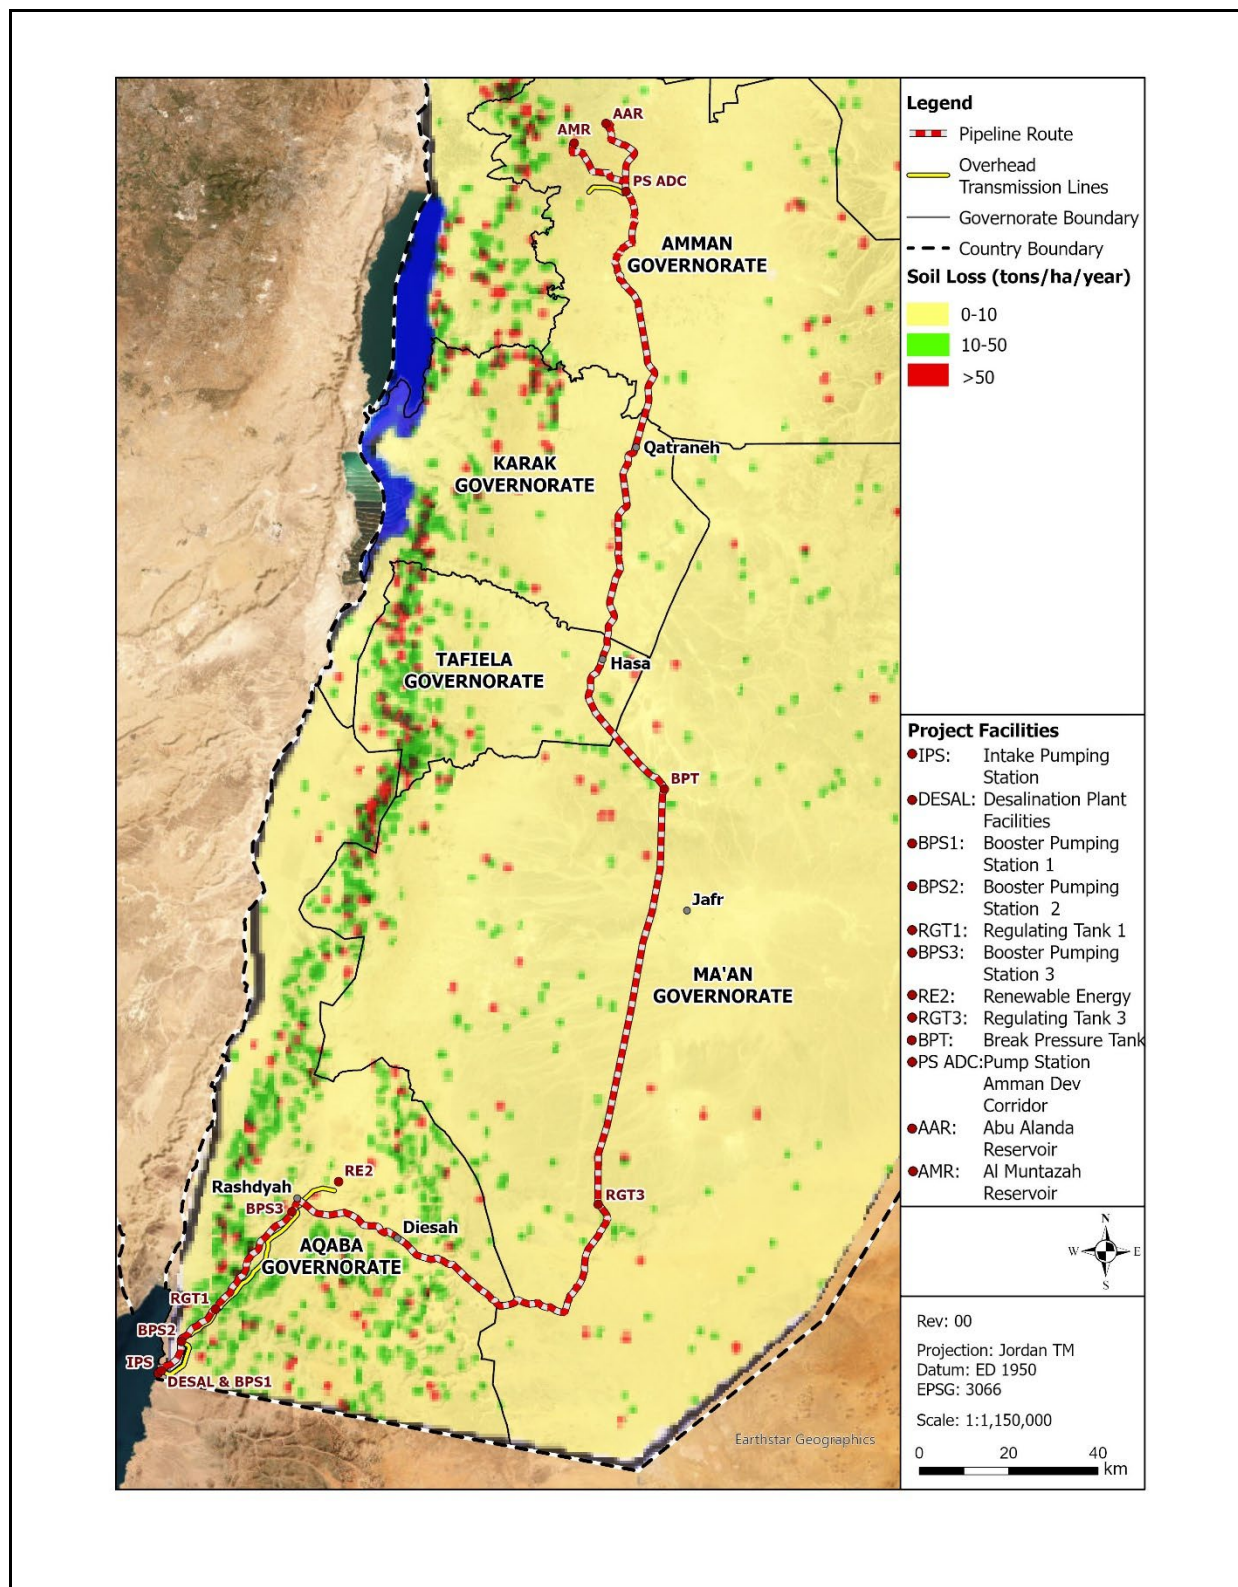 AAR
AMR
PS ADC
AMMAN
GOVERNORATE
Qatraneh
KARAK
GOVERNORATE
Hasa
TAFIELA
GOVERNORATE
BPT
Jafr
MA'AN
GOVERNORATE
RE2
Rashdyah
BPS3
RGT3
Diesah
AQABA
GOVERNORATE
RGT1
BPS2
IPS
DESAL & BPS1
Earthstar Geographics
Legend
Pipeline Route
Overhead
Transmission Lines
Governorate Boundary
Country Boundary
Soil Loss (tons/ha/year)
0-10
10-50
>50
Project Facilities
IPS: Intake Pumping
Station
DESAL: Desalination Plant
Facilities
BPS1: Booster Pumping
Station 1
BPS2: Booster Pumping
Station 2
RGT1: Regulating Tank 1
BPS3: Booster Pumping
Station 3
RE2: Renewable Energy
RGT3: Regulating Tank 3
BPT: Break Pressure Tank
PS ADC:Pump Station
Amman Dev
Corridor
AAR: Abu Alanda
Reservoir
AMR: Al Muntazah
Reservoir
N
W E
S
Rev: 00
Projection: Jordan TM
Datum: ED 1950
EPSG: 3066
Scale: 1:1,150,000
0 20 40
km